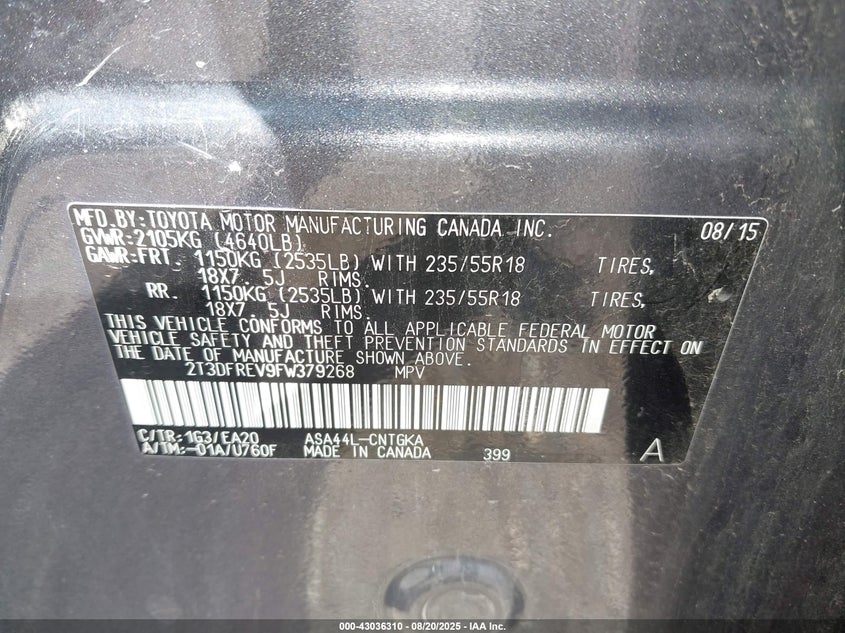 MFD.BY:TOYOTA MOTOR MANUFACTURING CANADA INC. 08/15
GVWR:2105KG (4640LB)
GAWR:FRT. 1150KG (2535LB) WITH 235/55R18 TIRES,
18X7. 5J RIMS.
RR. 1150KG (2535LB) WITH 235/55R18 TIRES,
18X7. 5J RIMS.
THIS VEHICLE CONFORMS TO ALL APPLICABLE FEDERAL MOTOR
VEHICLE SAFETY AND THEFT PREVENTION STANDARDS IN EFFECT ON
THE DATE OF MANUFACTURE SHOWN ABOVE.
2T3DFREV9FW379268 MPV
C/TR:1G3/EA20 ASA44L-CNTGKA
A/TM:-01A/U760F MADE IN CANADA 399 A
000-43036310 - 08/20/2025 - IAA Inc.